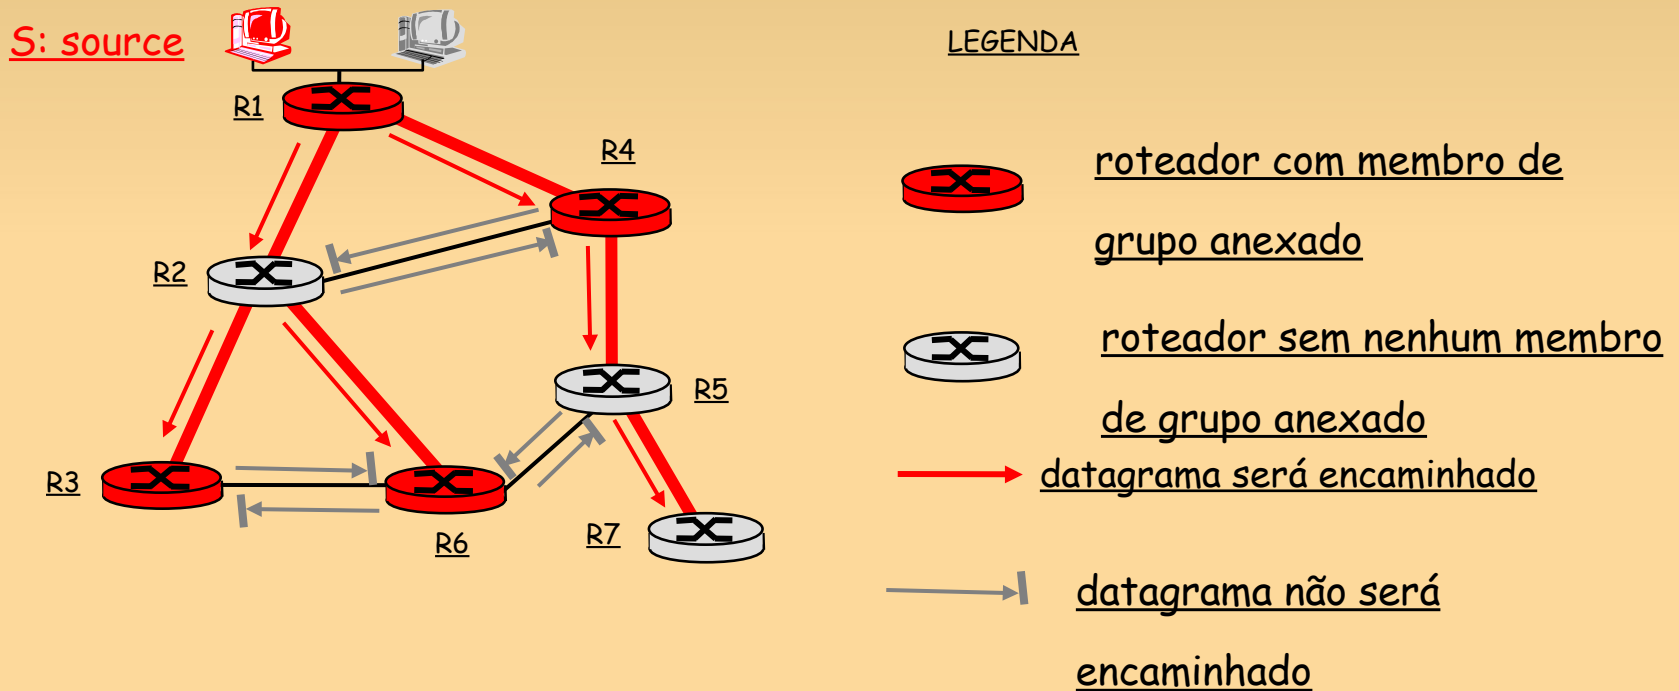 S: source
LEGENDA
R1
R4
roteador com membro de
grupo anexado
R2
roteador sem nenhum membro
de grupo anexado
R5
R3
datagrama será encaminhado
R6
R7
datagrama não será
encaminhado